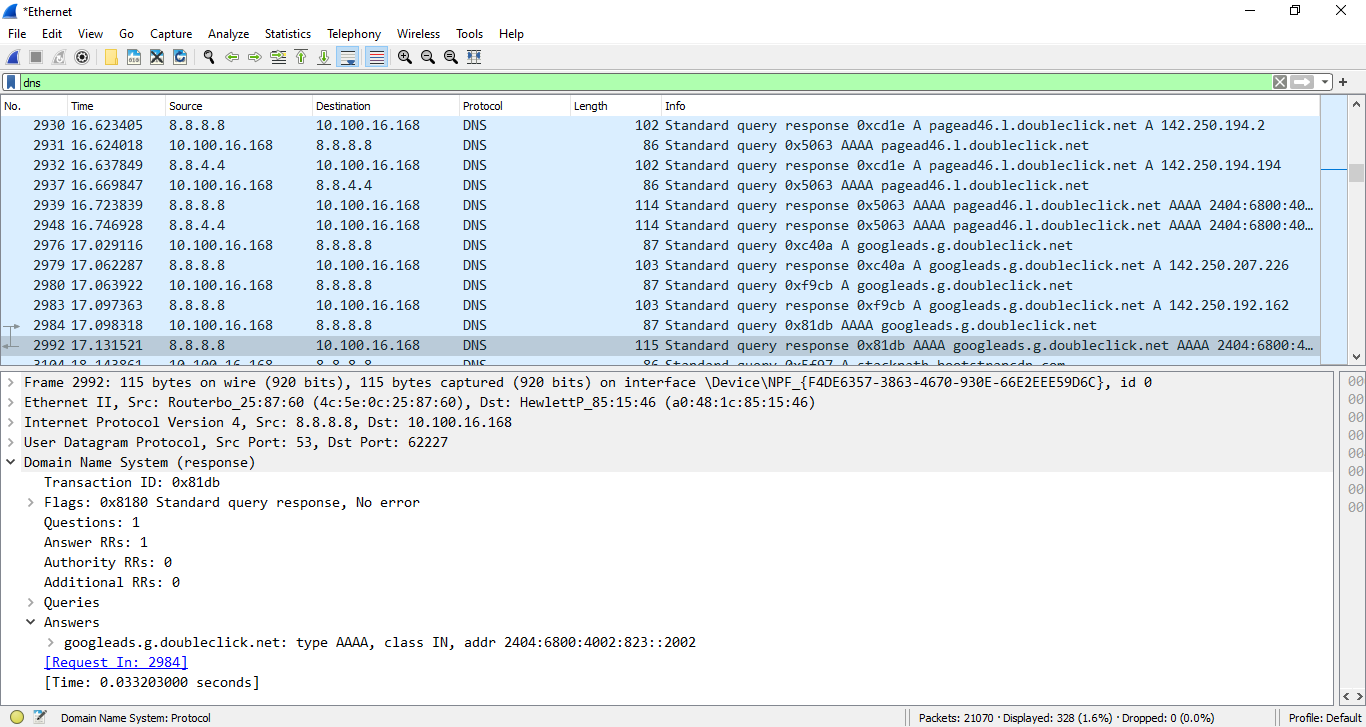 *Ethernet
File Edit View Go Capture Analyze Statistics Telephony Wireless Tools Help
dns
No. Time Source Destination Protocol Length Info
2930 16.623405 8.8.8.8 10.100.16.168 DNS 102 Standard query response 0xcd1e A pagead46.l.doubleclick.net A 142.250.194.2
2931 16.624018 10.100.16.168 8.8.8.8 DNS 86 Standard query 0x5063 AAAA pagead46.l.doubleclick.net
2932 16.637849 8.8.4.4 10.100.16.168 DNS 102 Standard query response 0xcd1e A pagead46.l.doubleclick.net A 142.250.194.194
2937 16.669847 10.100.16.168 8.8.4.4 DNS 86 Standard query 0x5063 AAAA pagead46.l.doubleclick.net
2939 16.723839 8.8.8.8 10.100.16.168 DNS 114 Standard query response 0x5063 AAAA pagead46.l.doubleclick.net AAAA 2404:6800:40…
2948 16.746928 8.8.4.4 10.100.16.168 DNS 114 Standard query response 0x5063 AAAA pagead46.l.doubleclick.net AAAA 2404:6800:40…
2976 17.029116 10.100.16.168 8.8.8.8 DNS 87 Standard query 0xc40a A googleads.g.doubleclick.net
2979 17.062287 8.8.8.8 10.100.16.168 DNS 103 Standard query response 0xc40a A googleads.g.doubleclick.net A 142.250.207.226
2980 17.063922 10.100.16.168 8.8.8.8 DNS 87 Standard query 0xf9cb A googleads.g.doubleclick.net
2983 17.097363 8.8.8.8 10.100.16.168 DNS 103 Standard query response 0xf9cb A googleads.g.doubleclick.net A 142.250.192.162
2984 17.098318 10.100.16.168 8.8.8.8 DNS 87 Standard query 0x81db AAAA googleads.g.doubleclick.net
2992 17.131521 8.8.8.8 10.100.16.168 DNS 115 Standard query response 0x81db AAAA googleads.g.doubleclick.net AAAA 2404:6800:4…
Frame 2992: 115 bytes on wire (920 bits), 115 bytes captured (920 bits) on interface \Device\NPF_{F4DE6357-3863-4670-930E-66E2EEE59D6C}, id 0
Ethernet II, Src: Routerbo_25:87:60 (4c:5e:0c:25:87:60), Dst: HewlettP_85:15:46 (a0:48:1c:85:15:46)
Internet Protocol Version 4, Src: 8.8.8.8, Dst: 10.100.16.168
User Datagram Protocol, Src Port: 53, Dst Port: 62227
Domain Name System (response)
Transaction ID: 0x81db
Flags: 0x8180 Standard query response, No error
Questions: 1
Answer RRs: 1
Authority RRs: 0
Additional RRs: 0
Queries
Answers
googleads.g.doubleclick.net: type AAAA, class IN, addr 2404:6800:4002:823::2002
[Request In: 2984]
[Time: 0.033203000 seconds]
00
00
00
00
00
00
00
00
Domain Name System: Protocol
Packets: 21070 · Displayed: 328 (1.6%) · Dropped: 0 (0.0%)
Profile: Default